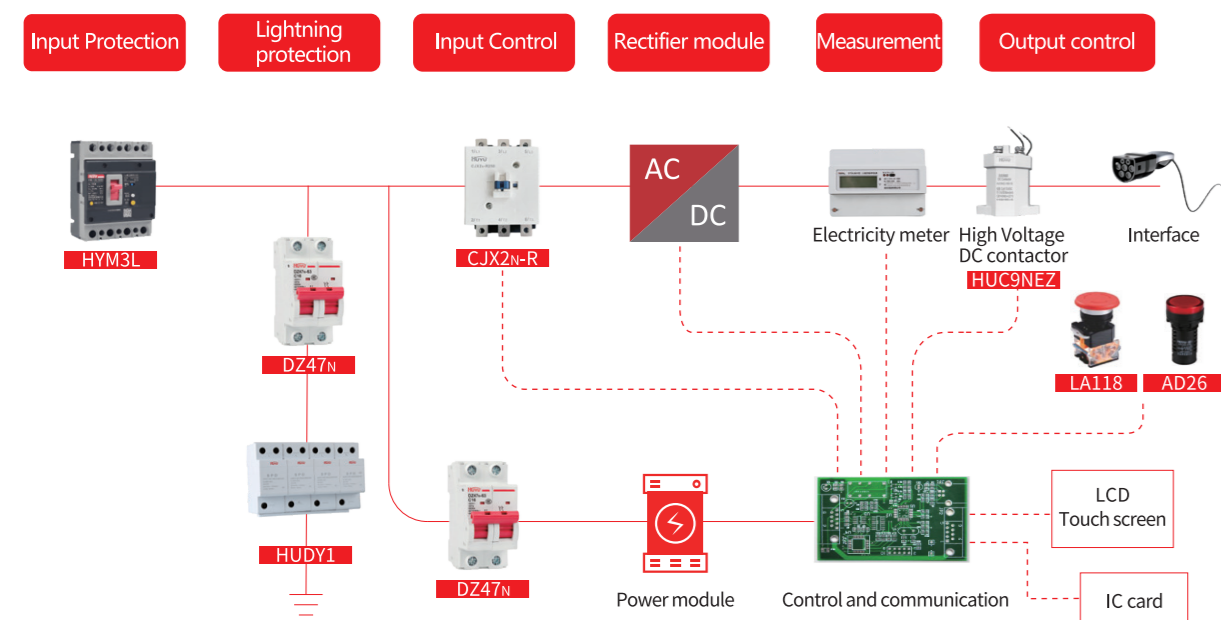 Input Protection
Lightning
protection
Input Control
Rectifier module
Measurement
Output control
HYM3L
CJX2N-R
AC
DC
Electricity meter
High Voltage
DC contactor
HUC9NEZ
Interface
DZ47N
LA118
AD26
HUDY1
DZ47N
Power module
Control and communication
LCD
Touch screen
IC card